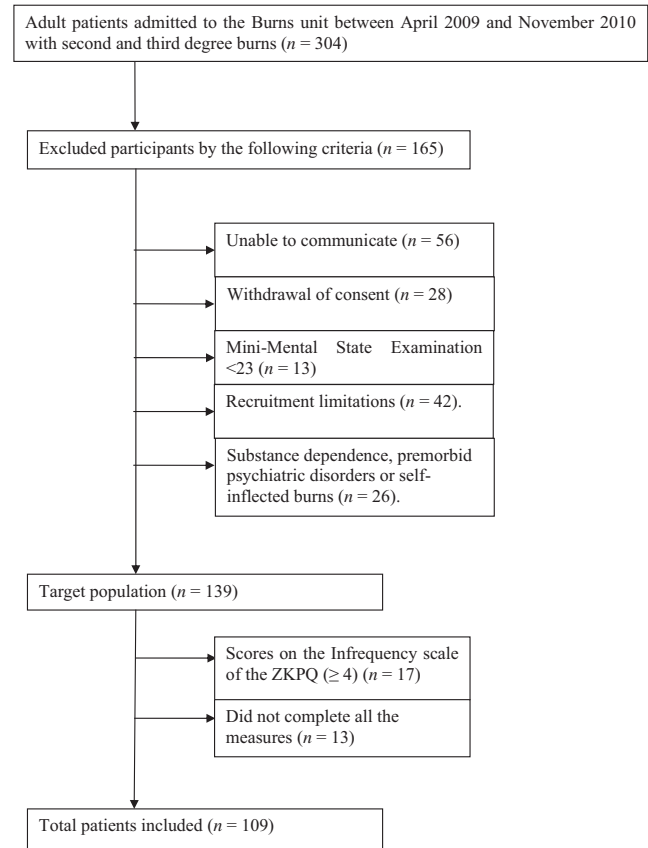 Adult patients admitted to the Burns unit between April 2009 and November 2010
with second and third degree burns (n = 304)
Excluded participants by the following criteria (n = 165)
Unable to communicate (n = 56)
Withdrawal of consent (n = 28)
Mini-Mental State Examination
<23 (n = 13)
Recruitment limitations (n = 42).
Substance dependence, premorbid
psychiatric disorders or self-
inflected burns (n = 26).
Target population (n = 139)
Scores on the Infrequency scale
of the ZKPQ (≥ 4) (n = 17)
Did not complete all the
measures (n = 13)
Total patients included (n = 109)